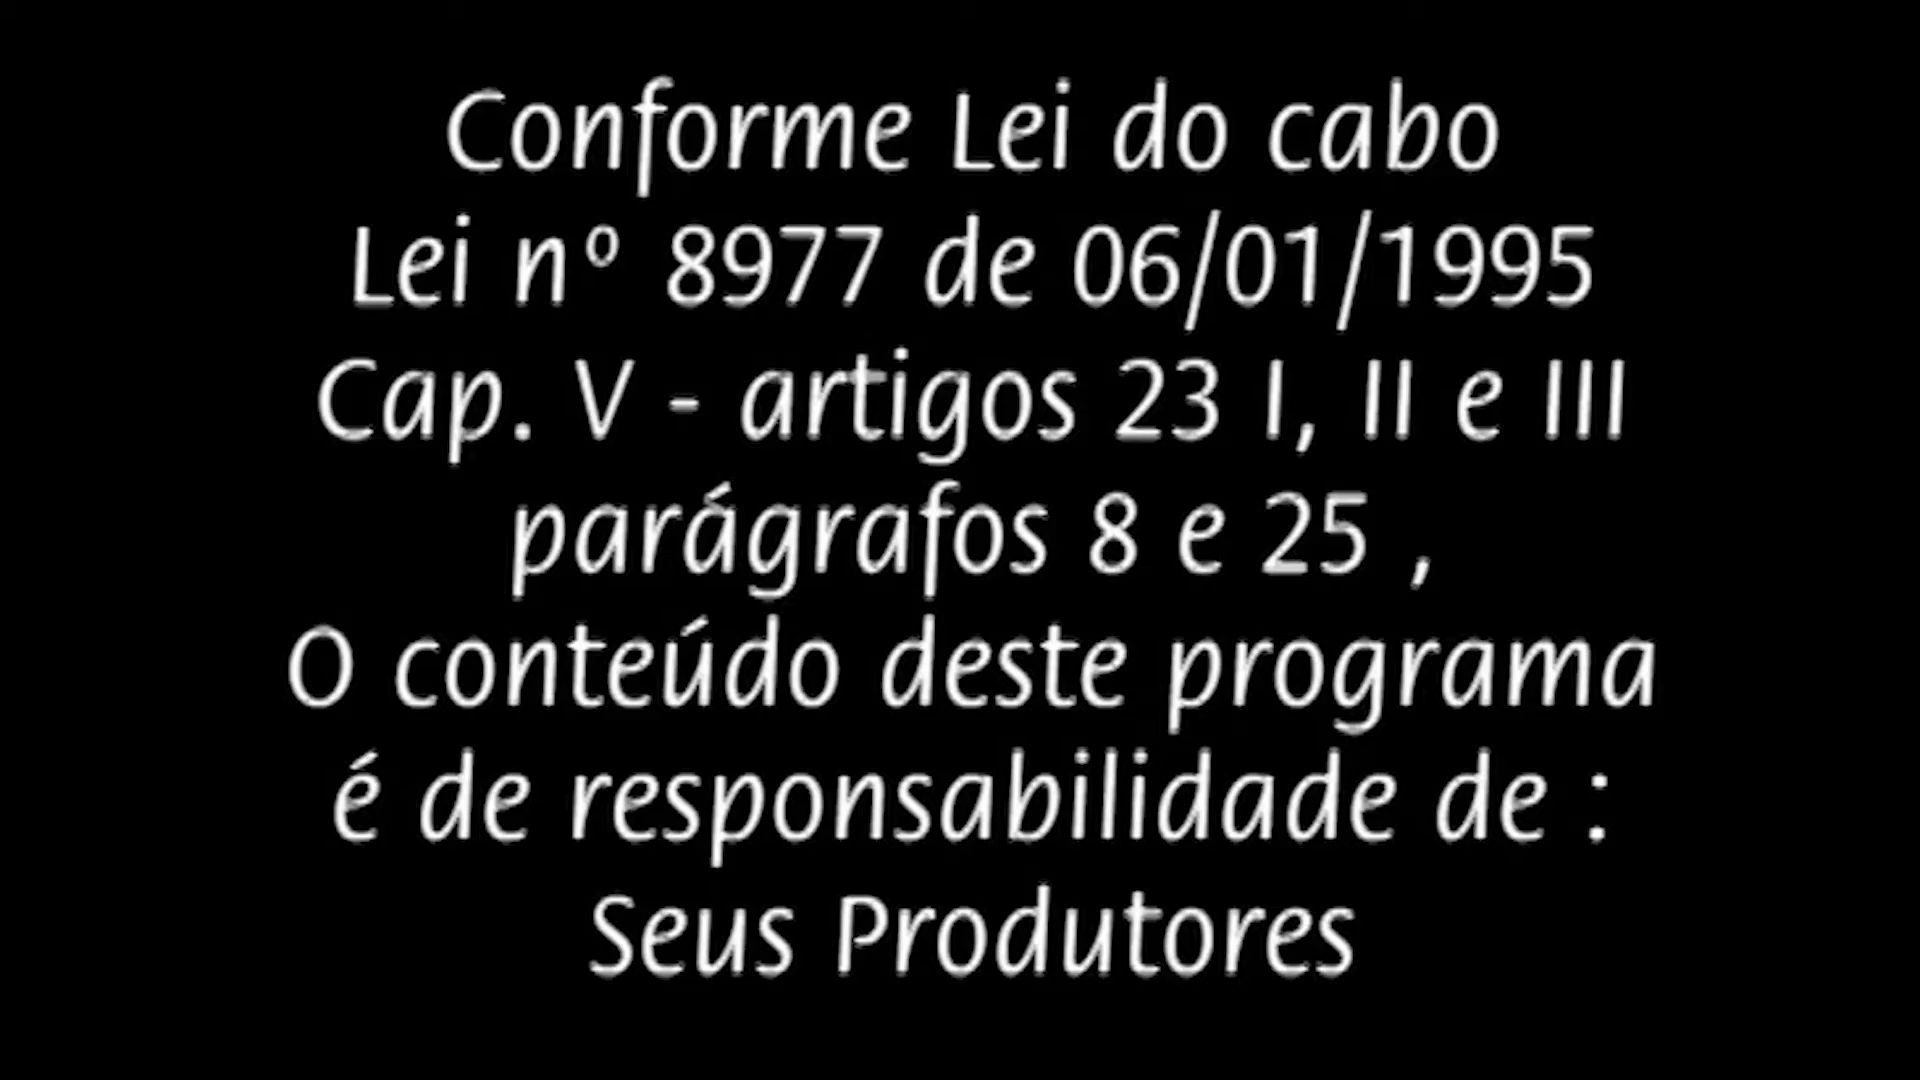 Conforme Lei do cabo
Lei nº 8977 de 06/01/1995
Cap. V - artigos 23 I, II e III
parágrafos 8 e 25 ,
O conteúdo deste programa
é de responsabilidade de :
Seus Produtores